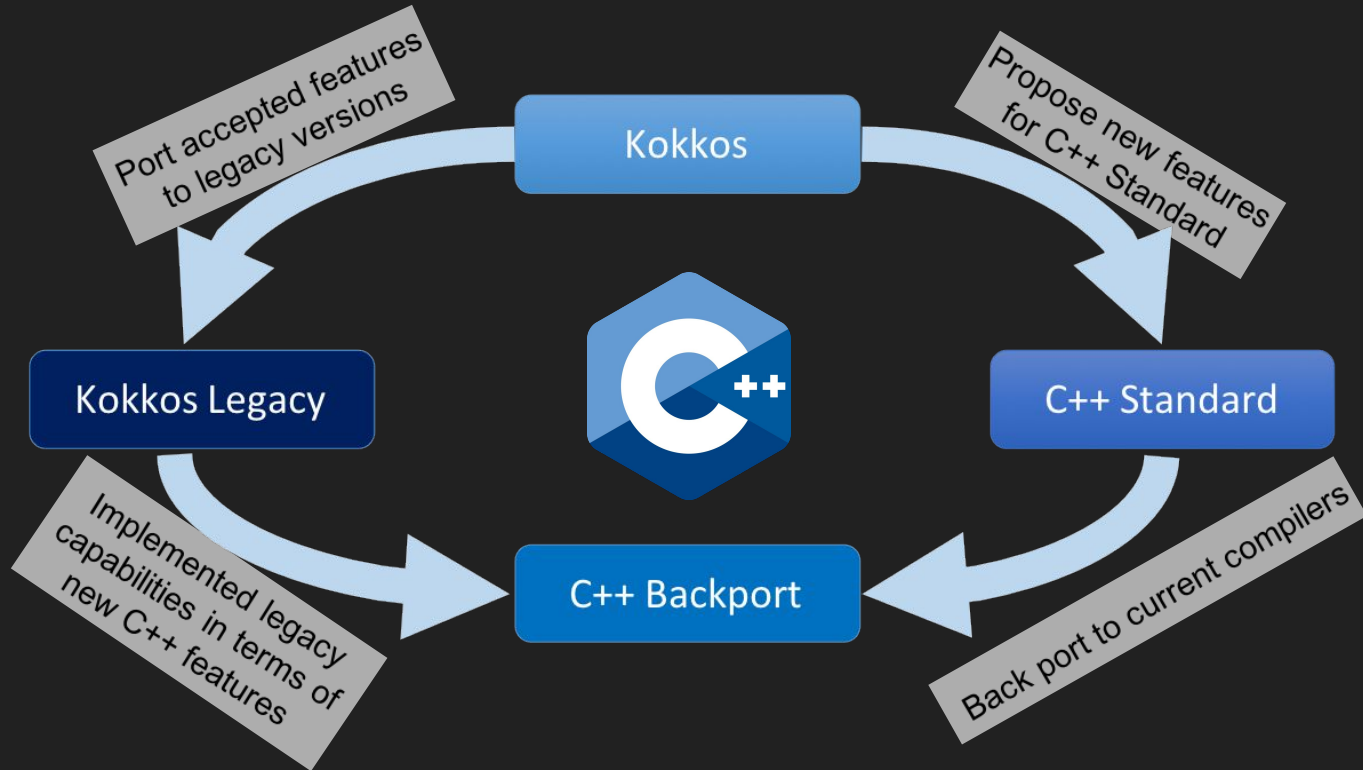 Port accepted features
to legacy versions
Kokkos
Propose new features
for C++ Standard
Kokkos Legacy
C++
C++ Standard
Implemented legacy
capabilities in terms of
new C++ features
C++ Backport
Back port to current compilers